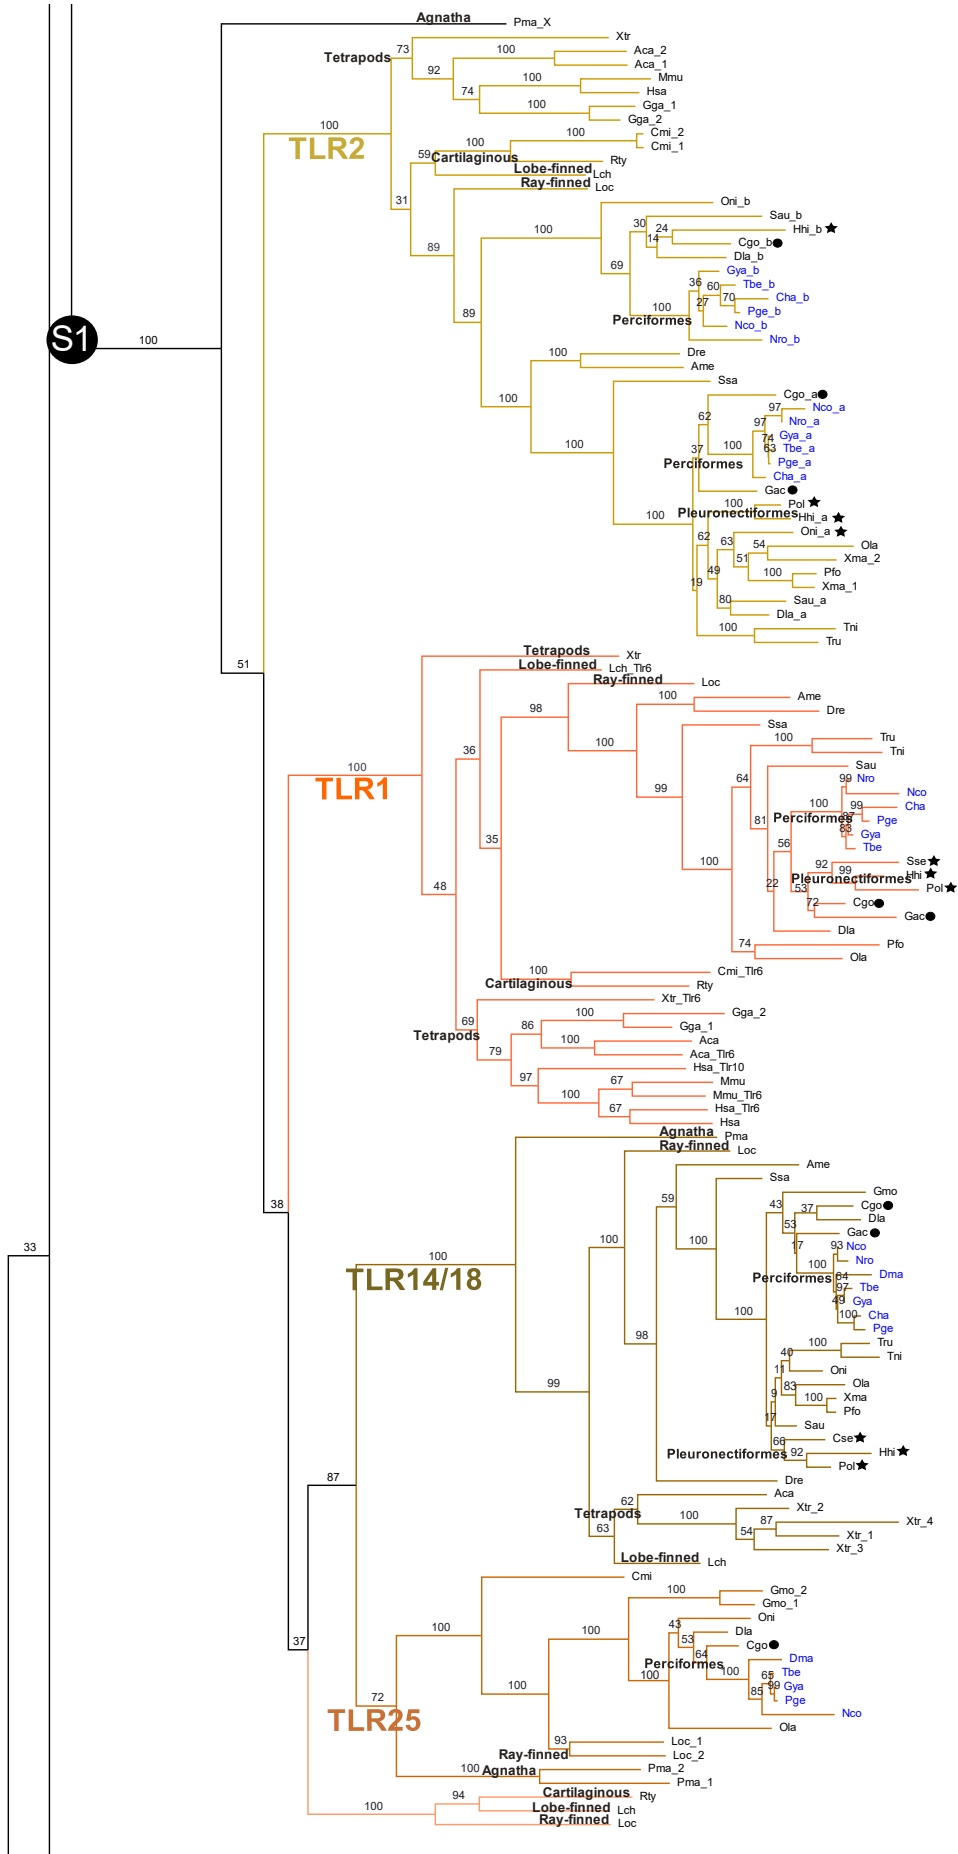 Agnatha
Pma_X
73
Xtr
Tetrapods
100
Aca_2
92
Aca_1
100
Mmu
74
Hsa
100
Gga_1
Gga_2
100
TLR2
100
Cmi_2
100
Cmi_1
59
Cartilaginous
Rty
Lobe-finned
Lch
Ray-finned
Loc
31
Oni_b
100
Sau_b
30
24
Hhi_b
14
Cgo_b
89
Dla_b
69
Gya_b
36
60
Tbe_b
70
Cha_b
100
27
Pge_b
Perciformes
Nco_b
89
Nro_b
S1
100
100
Dre
Ame
100
Ssa
Cgo_a
62
97
Nco_a
97
Nro_a
74
Gya_a
100
37
100
63
Tbe_a
Perciformes
Pge_a
Cha_a
Gac
100
Pol
Pleuronectiformes
Hhi_a
100
62
Oni_a
63
54
Ola
51
Xma_2
49
100
Pfo
19
Xma_1
80
Sau_a
Dla_a
100
Tni
Tru
51
Tetrapods
Xtr
Lobe-finned
Lch_Tlr6
Ray-finned
Loc
98
100
Ame
Dre
Ssa
100
Tru
36
100
Tni
100
TLR1
64
Sau
99
99
Nro
Nco
100
99
Cha
81
Perciformes
87
Pge
83
Gya
35
56
Tbe
100
92
Sse
99
Pleuronectiformes
Hhi
22
53
Pol
48
72
Cgo
Gac
Dla
74
Pfo
Ola
100
Cmi_Tlr6
Cartilaginous
Rty
Xtr_Tlr6
69
100
Gga_2
Tetrapods
86
Gga_1
79
100
Aca
Aca_Tlr6
97
Hsa_Tlr10
100
67
Mmu
Mmu_Tlr6
67
Hsa_Tlr6
Hsa
Agnatha
Pma
Ray-finned
Loc
Ame
59
Ssa
38
43
Gmo
37
Cgo
53
Dla
Gac
33
100
100
17
93
Nco
100
Nro
100
TLR14/18
Perciformes
64
Dma
97
Tbe
49
Gya
100
Cha
100
Pge
98
100
Tru
40
Tni
11
Oni
99
83
Ola
9
100
Xma
Pfo
17
Sau
66
Cse
Pleuronectiformes
92
Hhi
Pol
Dre
87
62
Aca
Tetrapods
100
Xtr_2
87
Xtr_4
63
54
Xtr_1
Xtr_3
Lobe-finned
Lch
Cmi
100
Gmo_2
Gmo_1
43
Oni
100
100
53
Dla
37
64
Cgo
Perciformes
Dma
100
100
65
Tbe
99
Gya
72
100
85
Pge
TLR25
Nco
Ola
93
Loc_1
Ray-finned
Loc_2
100
Agnatha
Pma_2
Pma_1
94
Cartilaginous
Rty
100
Lobe-finned
Lch
Ray-finned
Loc